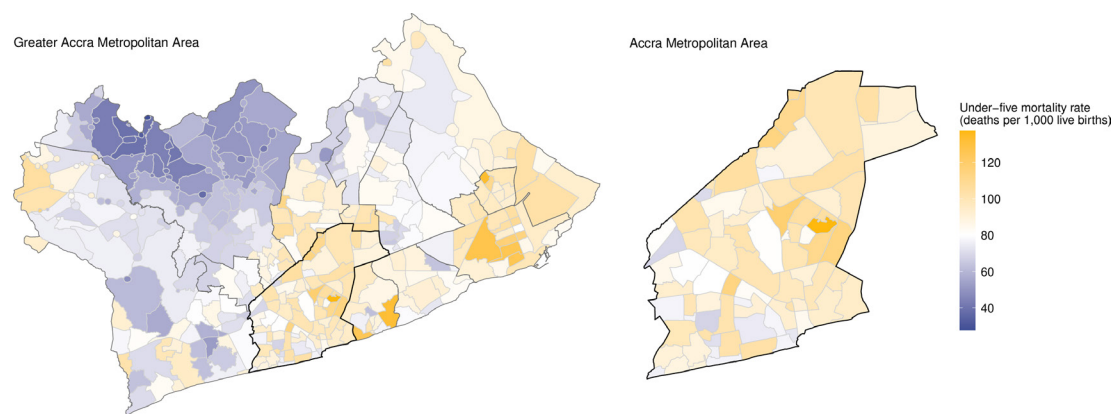 Greater Accra Metropolitan Area
Accra Metropolitan Area
Under−five mortality rate
(deaths per 1,000 live births)
120
100
80
60
40